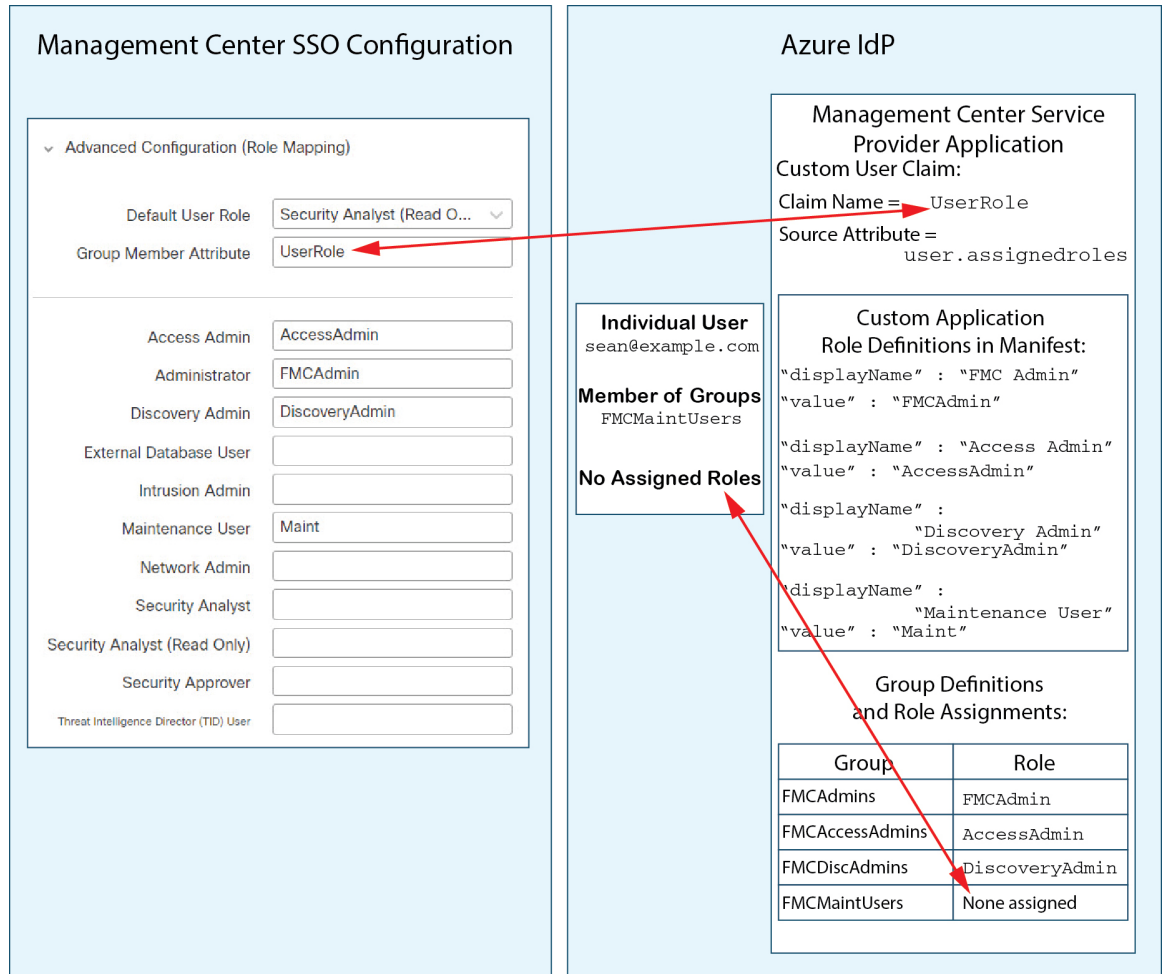 Management Center SSO Configuration
Advanced Configuration (Role Mapping)
Default User Role
Security Analyst (Read O...
Group Member Attribute
UserRole
Access Admin
AccessAdmin
Administrator
FMCAdmin
Discovery Admin
DiscoveryAdmin
External Database User
Intrusion Admin
Maintenance User
Maint
Network Admin
Security Analyst
Security Analyst (Read Only)
Security Approver
Threat Intelligence Director (TID) User
Azure IdP
Individual User
sean@example.com
Member of Groups
FMCMaintUsers
No Assigned Roles
Management Center Service
Provider Application
Custom User Claim:
Claim Name = UserRole
Source Attribute =
user.assignedroles
Custom Application
Role Definitions in Manifest:
“displayName” : “FMC Admin”
“value” : “FMCAdmin”
“displayName” : “Access Admin”
“value” : “AccessAdmin”
“displayName” :
“Discovery Admin”
“value” : “DiscoveryAdmin”
“displayName” :
“Maintenance User”
“value” : “Maint”
Group Definitions
and Role Assignments:
Group Role
FMCAdmins FMCAdmin
FMCAccessAdmins AccessAdmin
FMCDiscAdmins DiscoveryAdmin
FMCMaintUsers None assigned